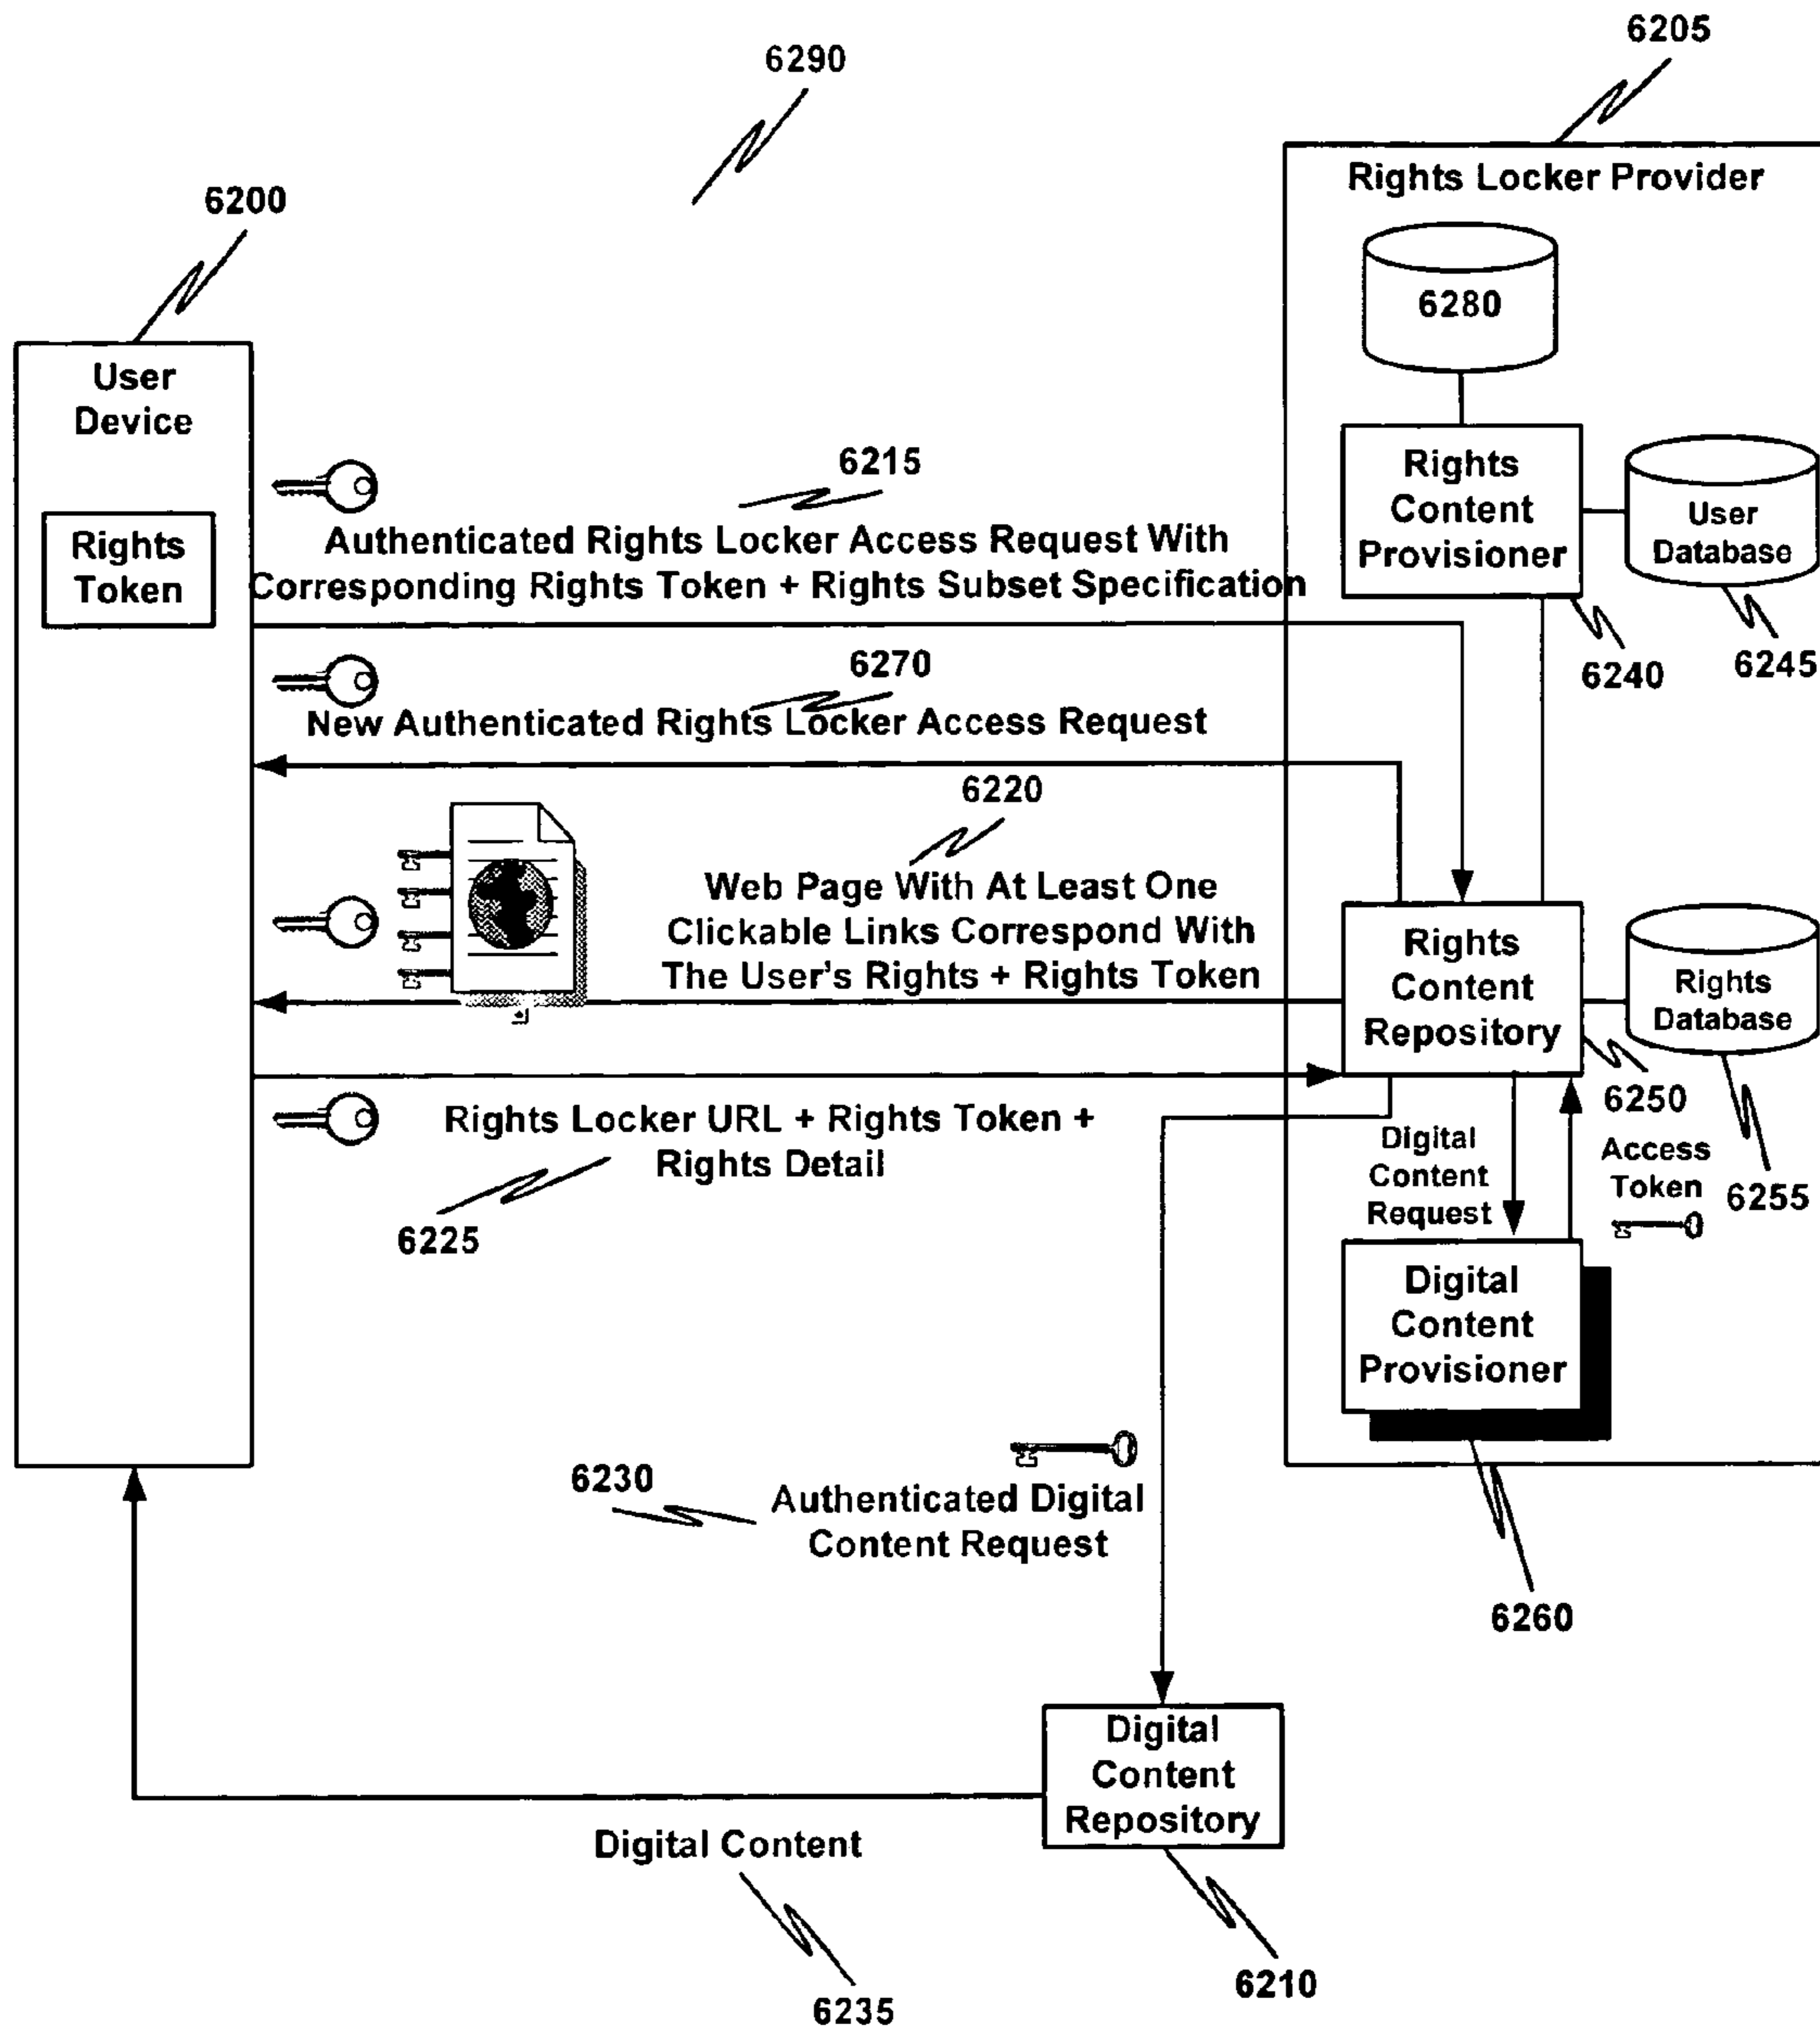 6205
6290
Rights Locker Provider
6200
6280
User
Device
Rights
Content
Provisioner
User
Database
6215
Rights
Token
Authenticated Rights Locker Access Request With
Corresponding Rights Token + Rights Subset Specification
6270
6240
6245
New Authenticated Rights Locker Access Request
6220
Web Page With At Least One
Clickable Links Correspond With
The User's Rights + Rights Token
Rights
Content
Repository
Rights
Database
6250
Rights Locker URL + Rights Token +
Rights Detail
6225
Digital
Content
Request
Access
Token
6255
Digital
Content
Provisioner
6230
Authenticated Digital
Content Request
6260
Digital
Content
Repository
Digital Content
6210
6235